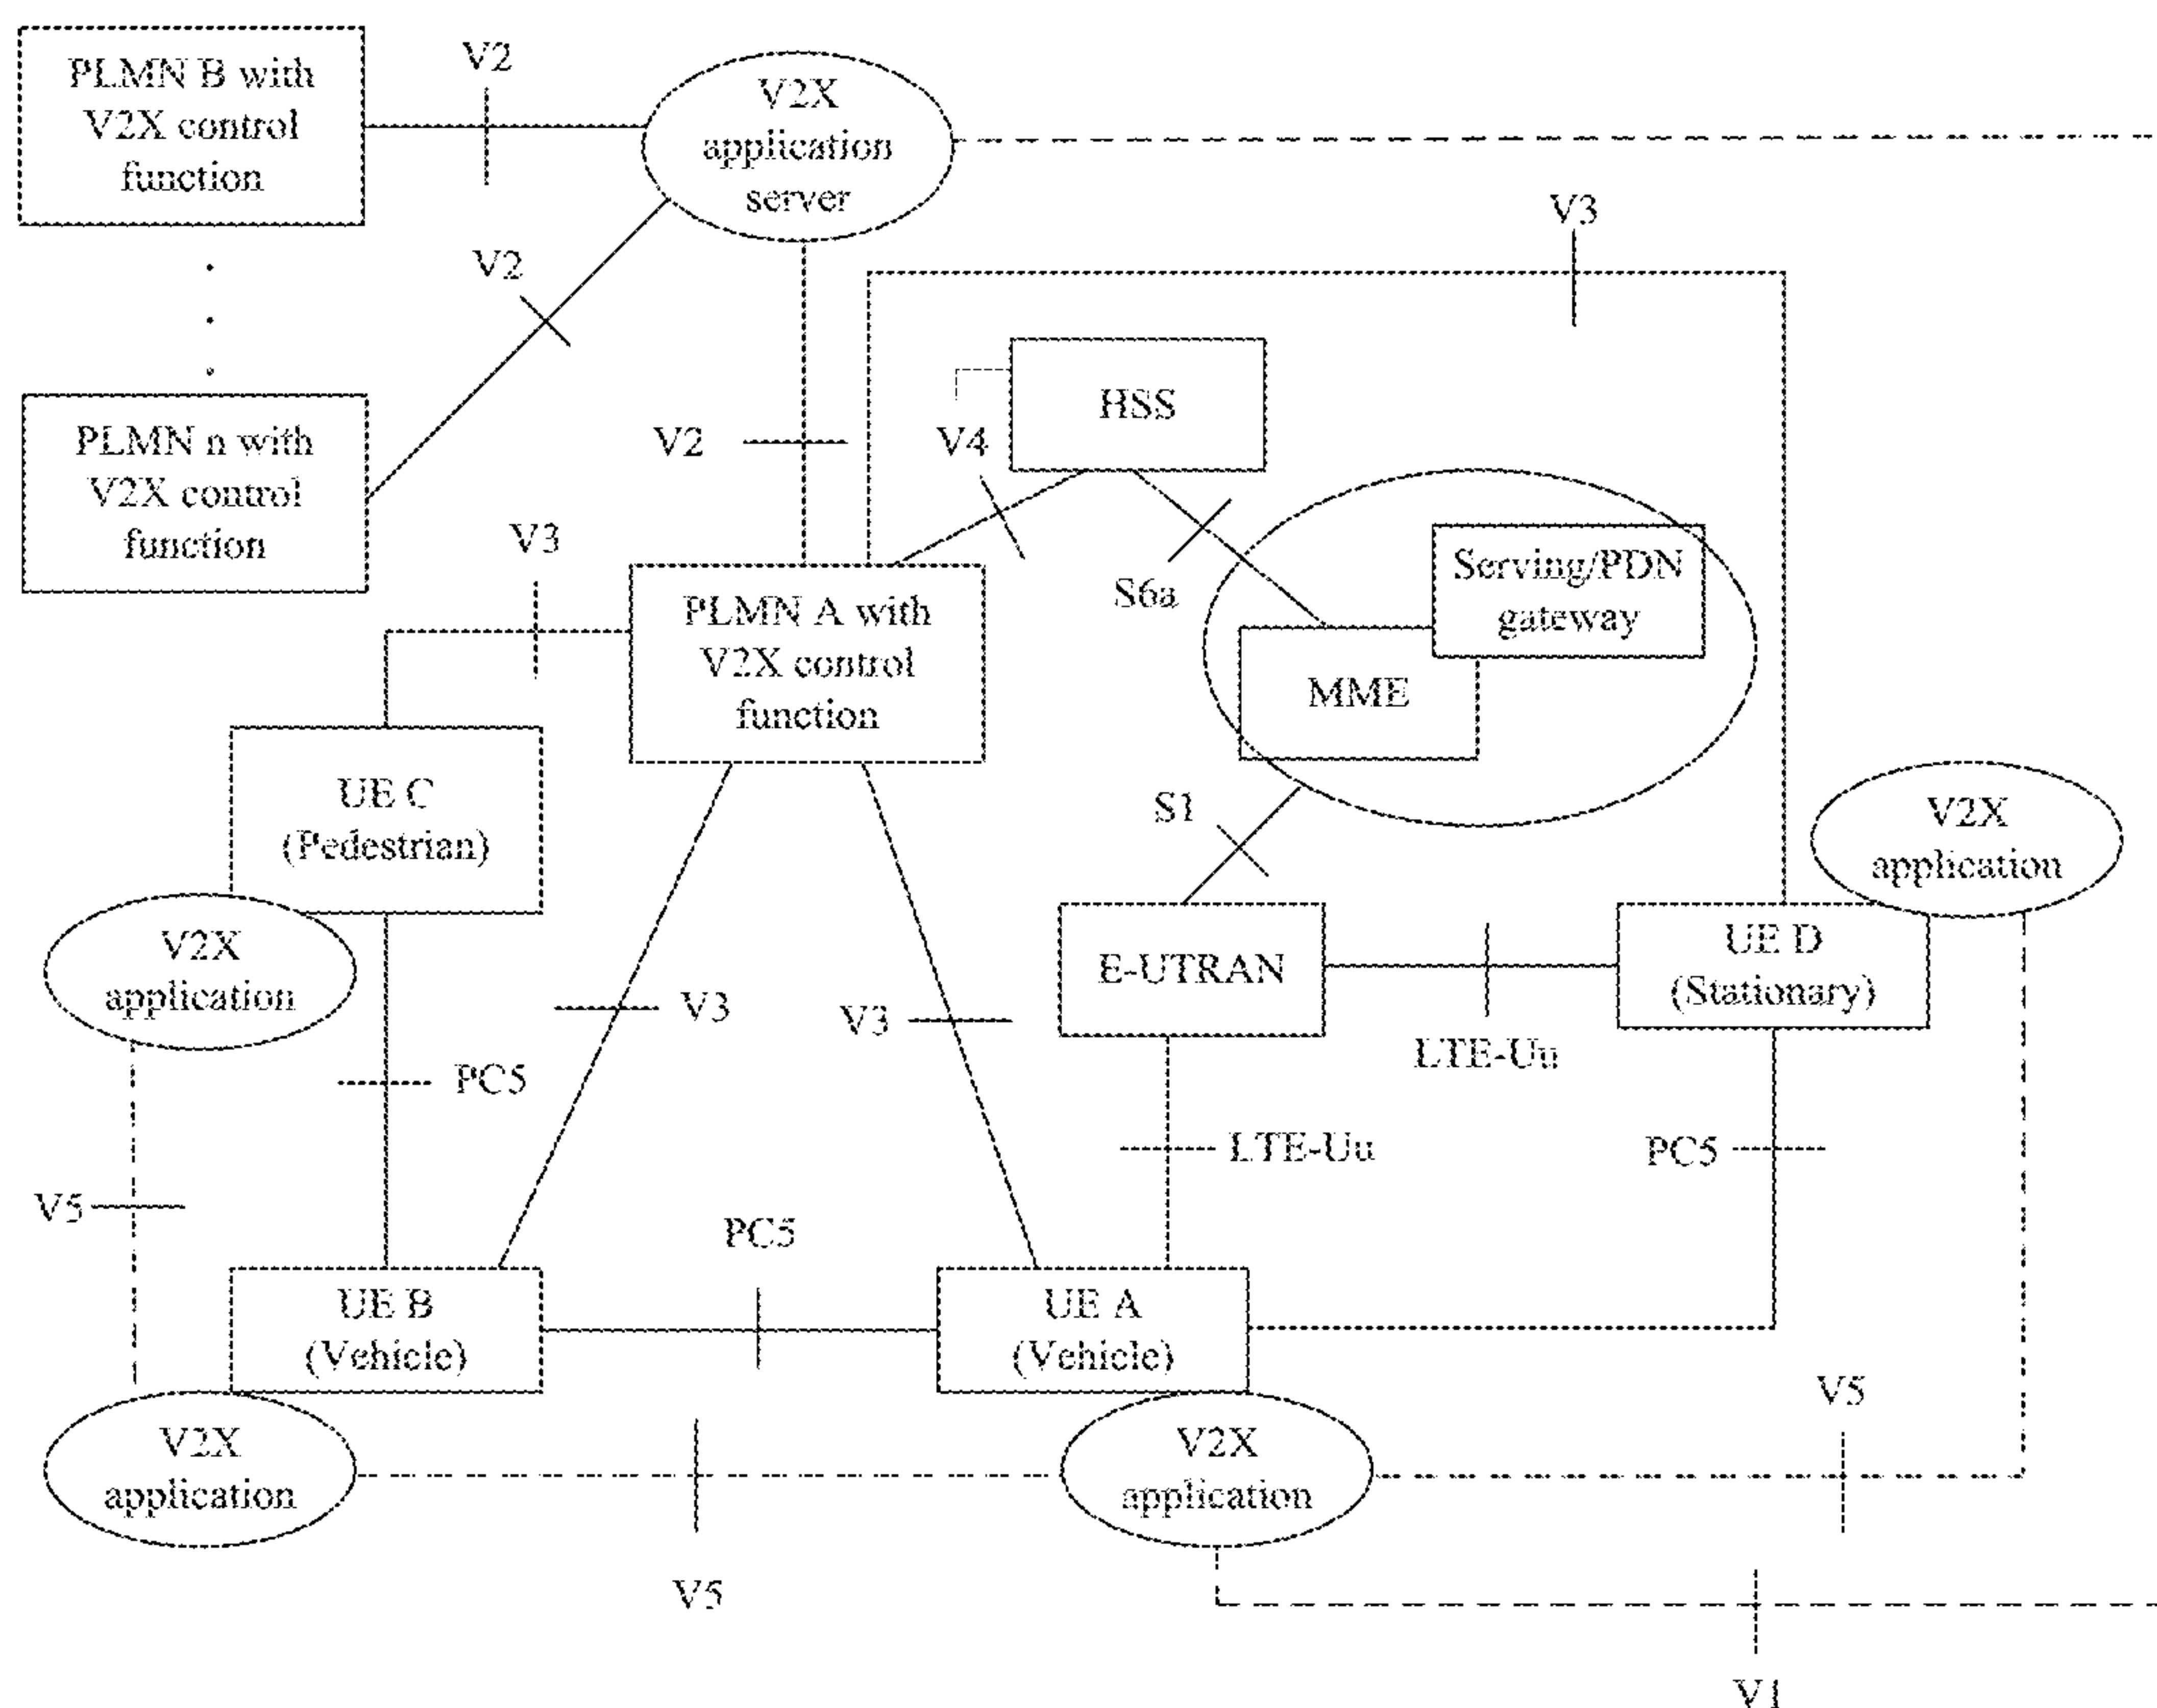 PLMN B with
V2X control
function
V2
V2X
application
server
V3
V2
HSS
PLMN n with
V2X control
function
V2
V4
Serving/PDN
gateway
V3
S6a
PLMN A with
V2X control
function
MME
UE C
(Pedestrian)
S1
V2X
application
V2X
application
E-UTRAN
UE D
(Stationary)
V3
V3
LTE-Uu
PC5
LTE-Uu
PC5
V5
PC5
UE B
(Vehicle)
UE A
(Vehicle)
V5
V2X
application
V2X
application
V5
V1